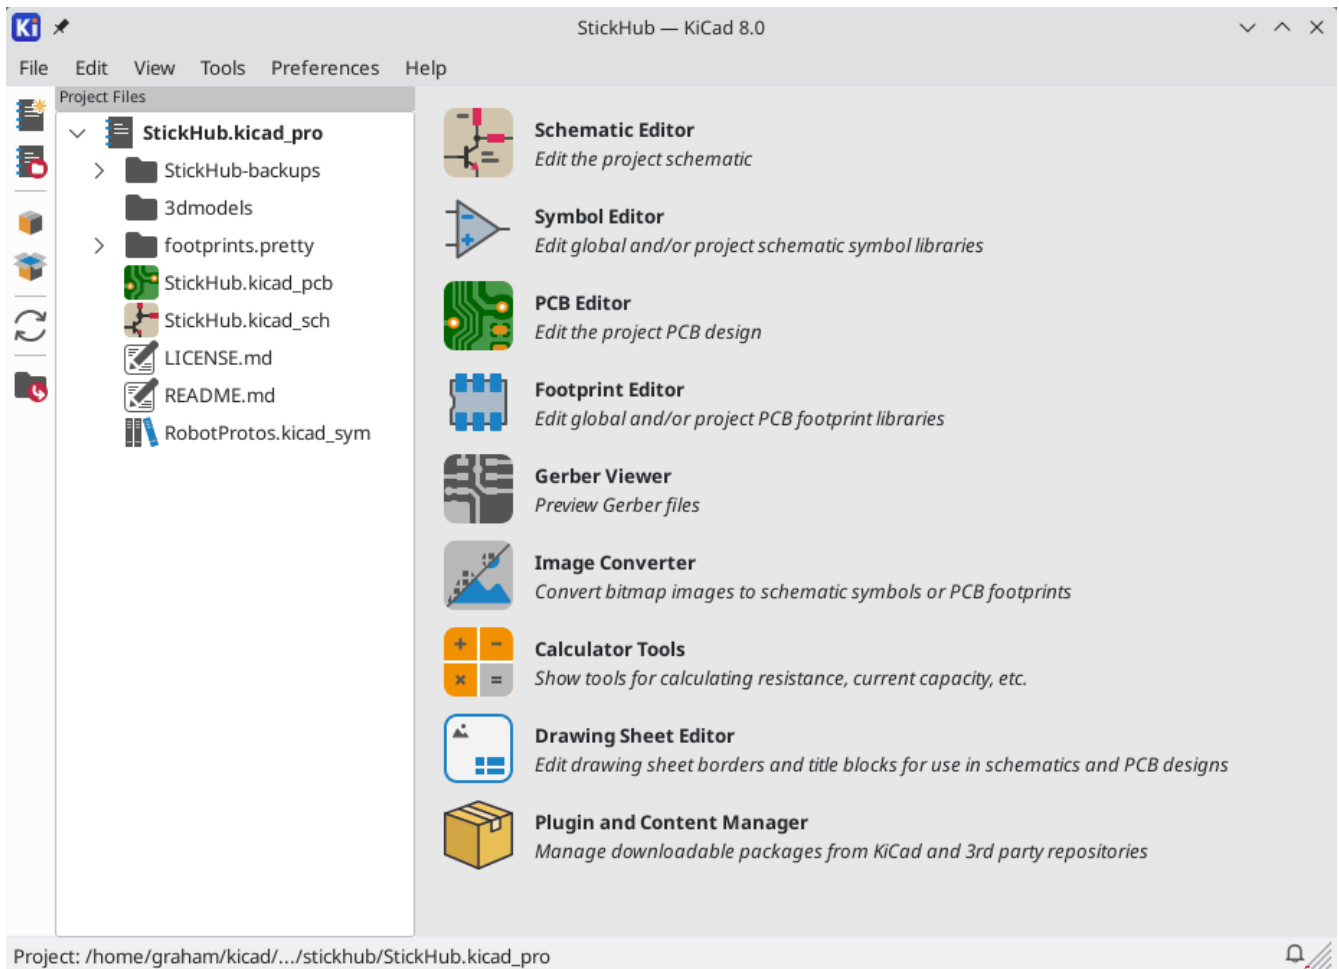 Ki
StickHub — KiCad 8.0
File Edit View Tools Preferences Help
Project Files
StickHub.kicad_pro
StickHub-backups
3dmodels
footprints.pretty
StickHub.kicad_pcb
StickHub.kicad_sch
LICENSE.md
README.md
RobotProtos.kicad_sym
Schematic Editor
Edit the project schematic
Symbol Editor
Edit global and/or project schematic symbol libraries
PCB Editor
Edit the project PCB design
Footprint Editor
Edit global and/or project PCB footprint libraries
Gerber Viewer
Preview Gerber files
Image Converter
Convert bitmap images to schematic symbols or PCB footprints
Calculator Tools
Show tools for calculating resistance, current capacity, etc.
Drawing Sheet Editor
Edit drawing sheet borders and title blocks for use in schematics and PCB designs
Plugin and Content Manager
Manage downloadable packages from KiCad and 3rd party repositories
Project: /home/graham/kicad/.../stickhub/StickHub.kicad_pro